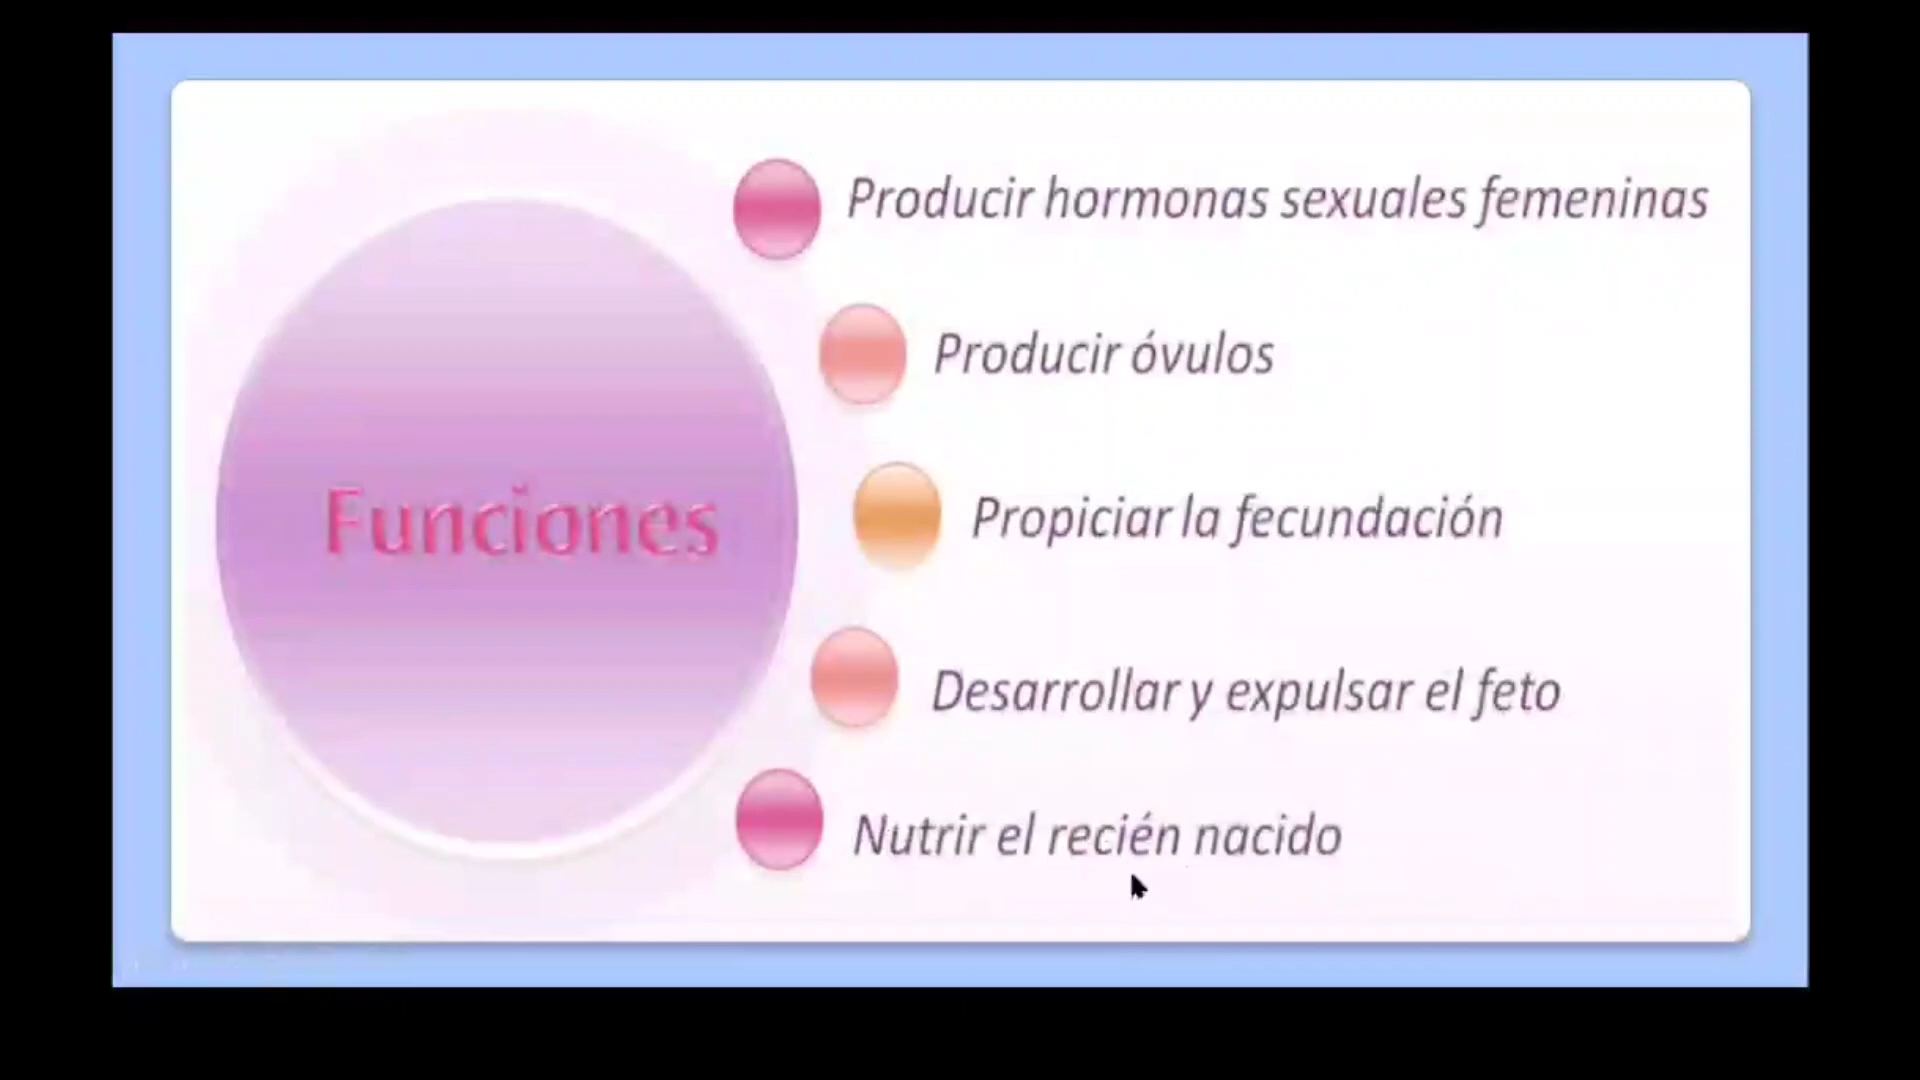 Producir hormonas sexuales femeninas
Producir óvulos
Funciones
Propiciar la fecundación
Desarrollar y expulsar el feto
Nutrir el recién nacido